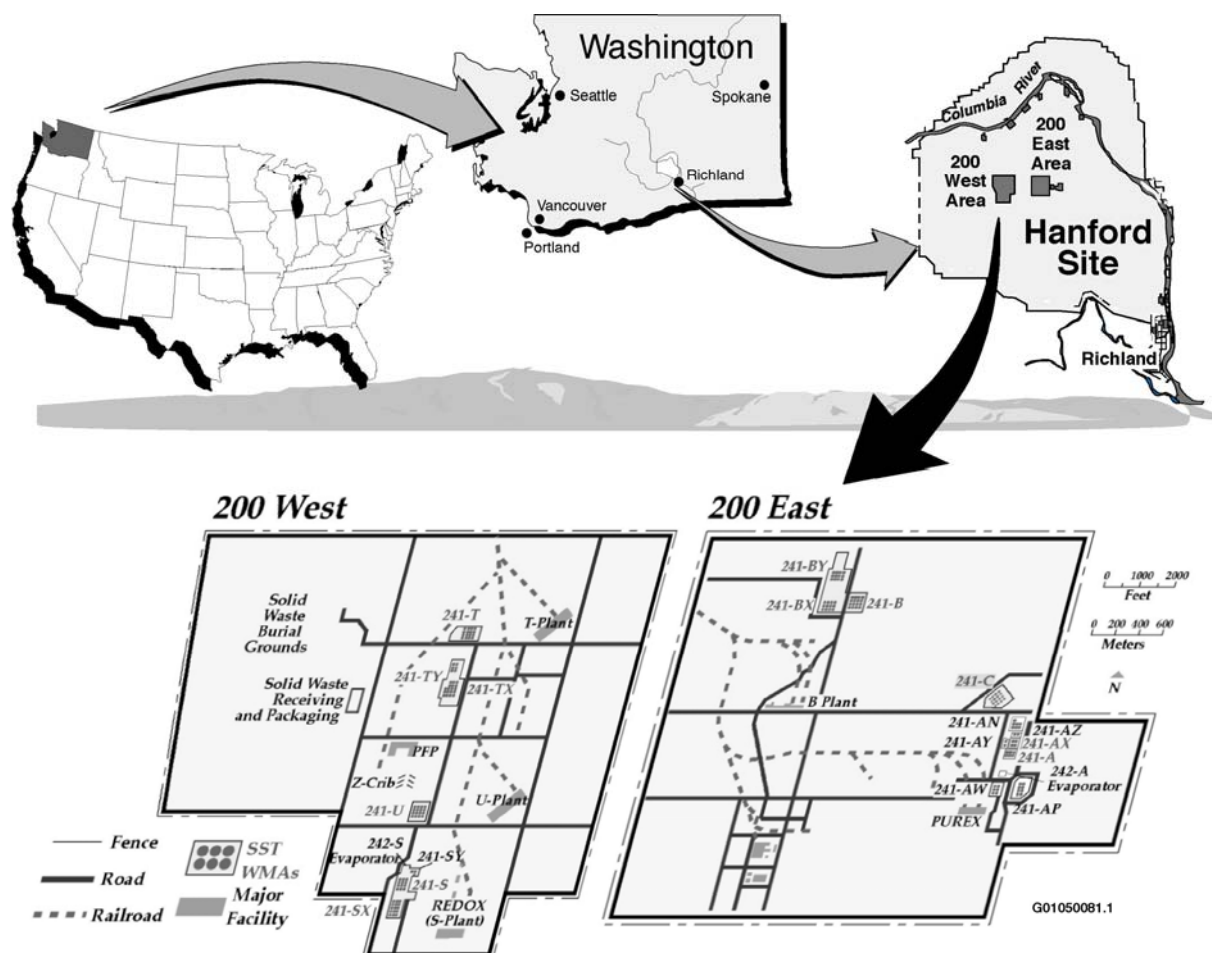 Washington
Seattle
Spokane
Richland
Vancouver
Portland
Columbia River
200
East
Area
200
West
Area
Hanford
Site
Richland
200 West
Solid
Waste
Burial
Grounds
241-T
T-Plant
241-TY
241-TX
Solid Waste
Receiving
and Packaging
PFP
Z-Crib
241-U
U-Plant
242-S
Evaporator
241-SY
241-S
241-SX
REDOX
(S-Plant)
Fence
Road
Railroad
SST
WMAs
Major
Facility
200 East
241-BY
241-BX
241-B
B Plant
241-C
241-AN
241-AZ
241-AY
241-AX
241-A
242-A
Evaporator
241-AW
241-AP
PUREX
0 1000 2000
Feet
0 200 400 600
Meters
N
G01050081.1